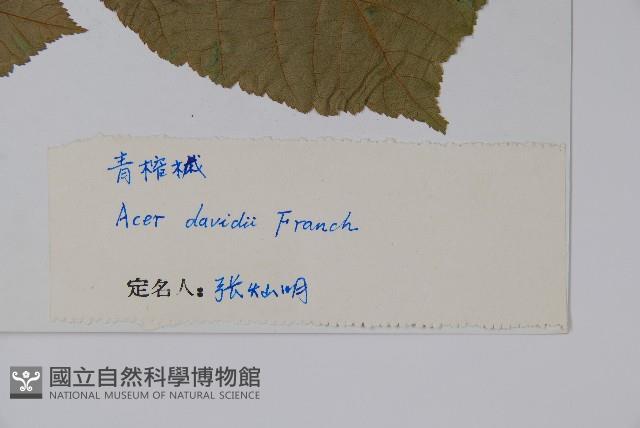 青榨槭
Acer davidii Franch
定名人：张灿明
國立自然科學博物館
NATIONAL MUSEUM OF NATURAL SCIENCE